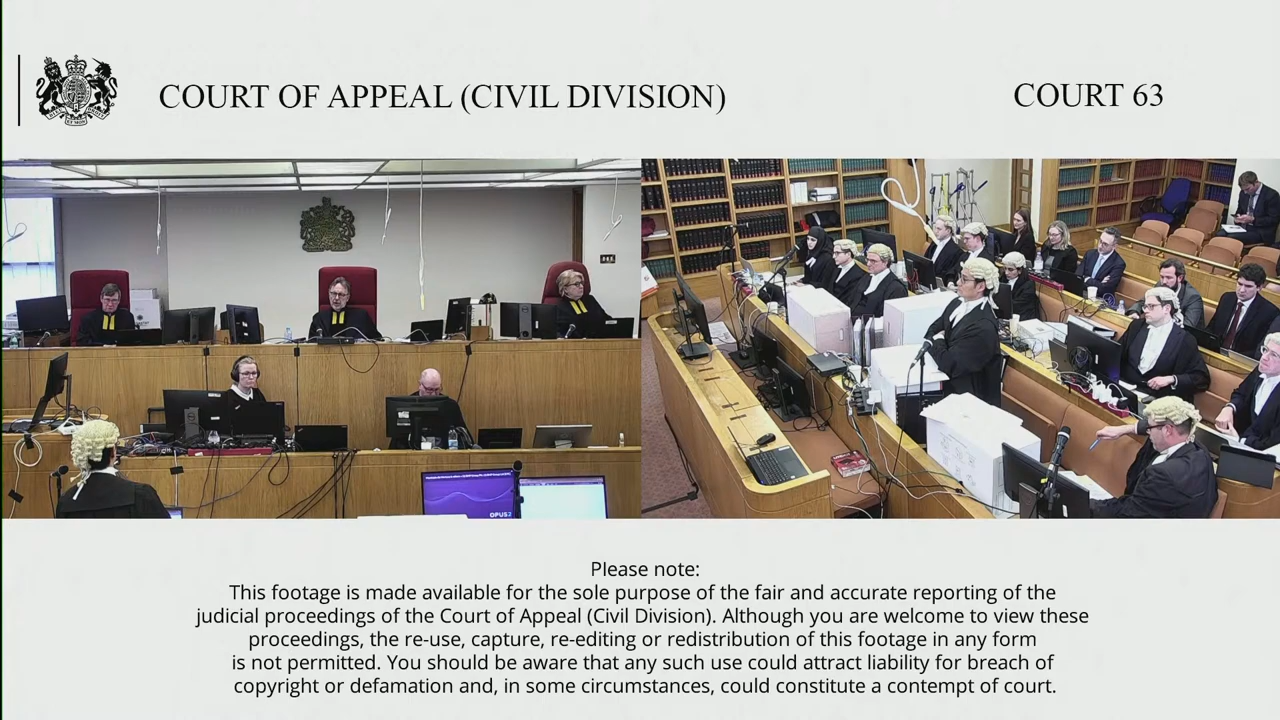 COURT OF APPEAL (CIVIL DIVISION)
COURT 63
OPUS2
Please note:
This footage is made available for the sole purpose of the fair and accurate reporting of the
judicial proceedings of the Court of Appeal (Civil Division). Although you are welcome to view these
proceedings, the re-use, capture, re-editing or redistribution of this footage in any form
is not permitted. You should be aware that any such use could attract liability for breach of
copyright or defamation and, in some circumstances, could constitute a contempt of court.